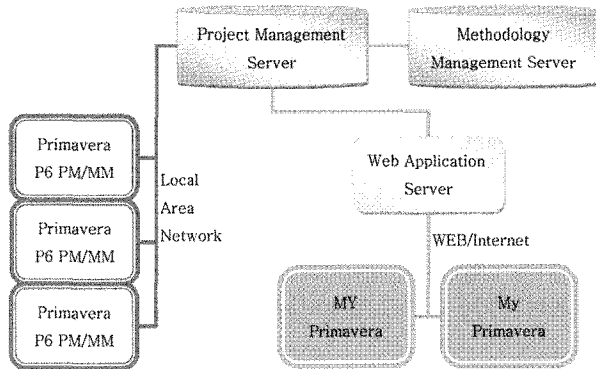 Project Management
Server
Methodology
Management Server
Primavera
P6 PM/MM
Primavera
P6 PM/MM
Primavera
P6 PM/MM
Local
Area
Network
Web Application
Server
WEB/Internet
MY
Primavera
My
Primavera